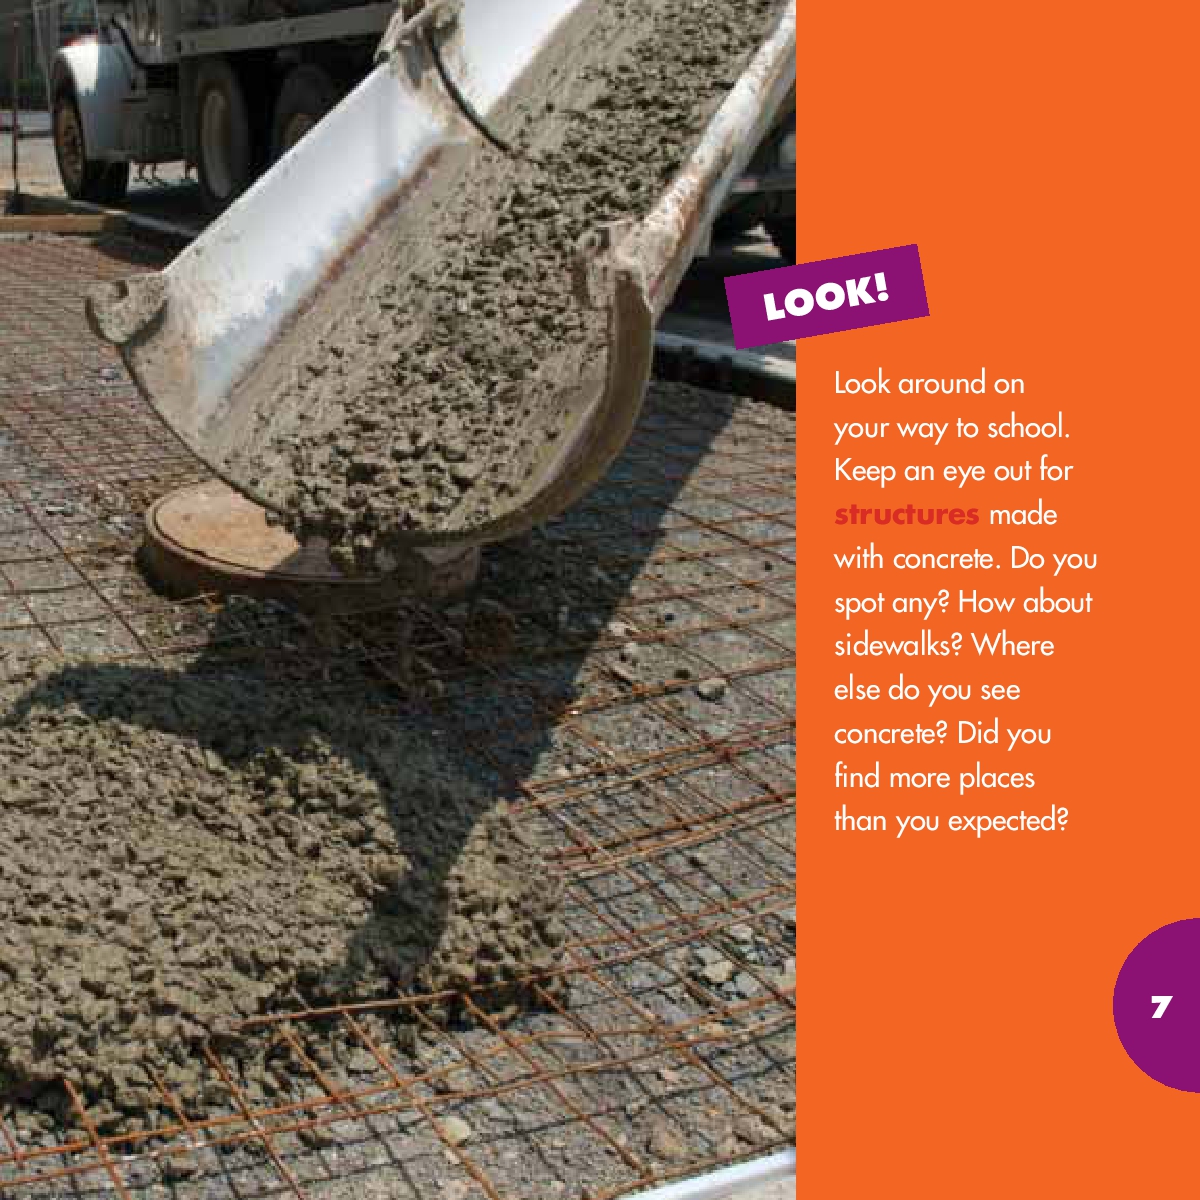 LOOK!
Look around on
your way to school.
Keep an eye out for
structures made
with concrete. Do you
spot any? How about
sidewalks? Where
else do you see
concrete? Did you
find more places
than you expected?
7